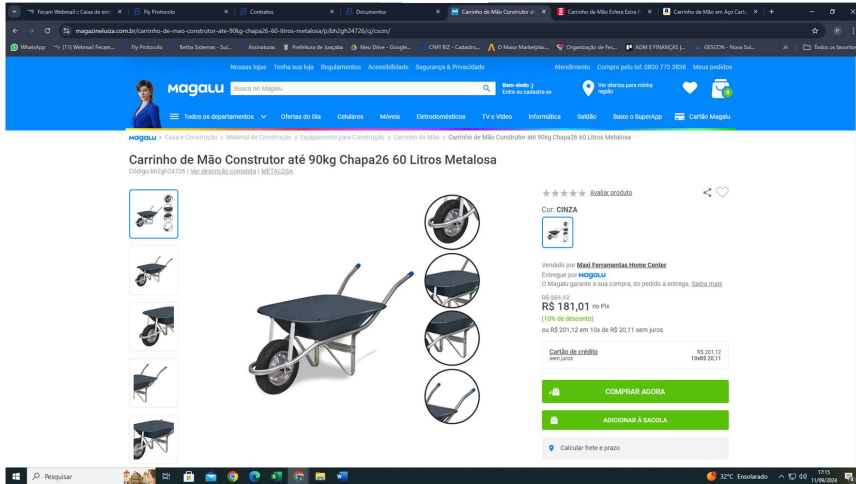 Fecam Webmail :: Caixa de entr
Fly Protocolo
Contratos
Documentos
Carrinho de Mão Construtor até
Carrinho de Mão Esfera Extra F
Carrinho de Mão em Aço Carbo
magazineluiza.com.br/carrinho-de-mao-construtor-ate-90kg-chapa26-60-litros-metalosa/p/bh2gh24726/cj/cscm/
WhatsApp
(11) Webmail Fecam...
Fly Protocolo
Betha Sistemas - Sui...
Assinaturas
Prefeitura de Joaçaba
Meu Drive - Google...
CNPJ BIZ - Cadastro...
O Maior Marketplac...
Organização de Fes...
ADM E FINANÇAS |...
GESCON - Nova Sol...
Todos os favoritos
Nossas lojas Tenha sua loja Regulamentos Acessibilidade Segurança & Privacidade
Atendimento Compre pelo tel: 0800 773 3838 Meus pedidos
Magalu
Busca no Magalu
Bem-vindo :)
Entre ou cadastre-se
Ver ofertas para minha
região
0
Todos os departamentos Ofertas do Dia Celulares Móveis Eletrodomésticos TV e Vídeo Informática Saldão Baixe o SuperApp Cartão Magalu
Magalu > Casa e Construção > Material de Construção > Equipamento para Construção > Carrinho de Mão > Carrinho de Mão Construtor até 90kg Chapa26 60 Litros Metalosa
Carrinho de Mão Construtor até 90kg Chapa26 60 Litros Metalosa
Código bh2gh24726 | Ver descrição completa | METALOSA
Avaliar produto
Cor: CINZA
Vendido por Maxi Ferramentas Home Center
Entregue por Magalu
O Magalu garante a sua compra, do pedido à entrega. Saiba mais
R$ 201,12
R$ 181,01 no Pix
(10% de desconto)
ou R$ 201,12 em 10x de R$ 20,11 sem juros
Cartão de crédito R$ 201,12
sem juros 10xR$ 20,11
COMPRAR AGORA
ADICIONAR À SACOLA
Calcular frete e prazo
Pesquisar
32°C Ensolarado
17:15
11/09/2024